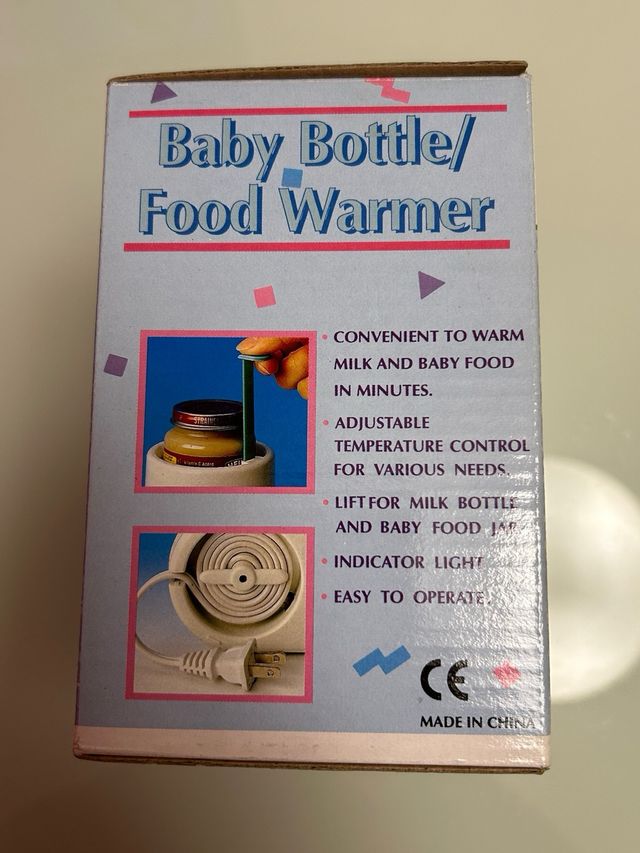 Baby Bottle/
Food Warmer
• CONVENIENT TO WARM
MILK AND BABY FOOD
IN MINUTES.
• ADJUSTABLE
TEMPERATURE CONTROL
FOR VARIOUS NEEDS.
• LIFT FOR MILK BOTTLE
AND BABY FOOD JAR
• INDICATOR LIGHT
• EASY TO OPERATE.
CE
MADE IN CHINA